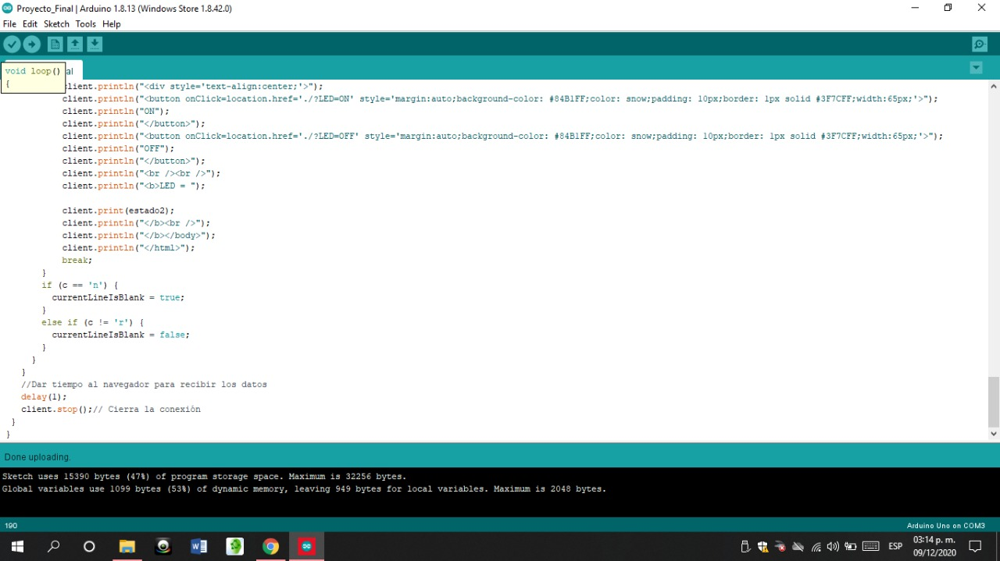 Proyecto_Final | Arduino 1.8.13 (Windows Store 1.8.42.0)
File Edit Sketch Tools Help
void loop()
{
al
client.println("<div style='text-align:center;'>");
client.println("<button onClick=location.href='./?LED=ON' style='margin:auto;background-color: #84B1FF;color: snow;padding: 10px;border: 1px solid #3F7CFF;width:65px;'>");
client.println("ON");
client.println("</button>");
client.println("<button onClick=location.href='./?LED=OFF' style='margin:auto;background-color: #84B1FF;color: snow;padding: 10px;border: 1px solid #3F7CFF;width:65px;'>");
client.println("OFF");
client.println("</button>");
client.println("<br /><br />");
client.println("<b>LED = ");
client.print(estado2);
client.println("</b><br />");
client.println("</b></body>");
client.println("</html>");
break;
}
if (c == 'n') {
currentLineIsBlank = true;
}
else if (c != 'r') {
currentLineIsBlank = false;
}
}
}
//Dar tiempo al navegador para recibir los datos
delay(1);
client.stop();// Cierra la conexión
}
}
Done uploading.
Sketch uses 15390 bytes (47%) of program storage space. Maximum is 32256 bytes.
Global variables use 1099 bytes (53%) of dynamic memory, leaving 949 bytes for local variables. Maximum is 2048 bytes.
190
Arduino Uno on COM3
ESP
03:14 p. m.
09/12/2020